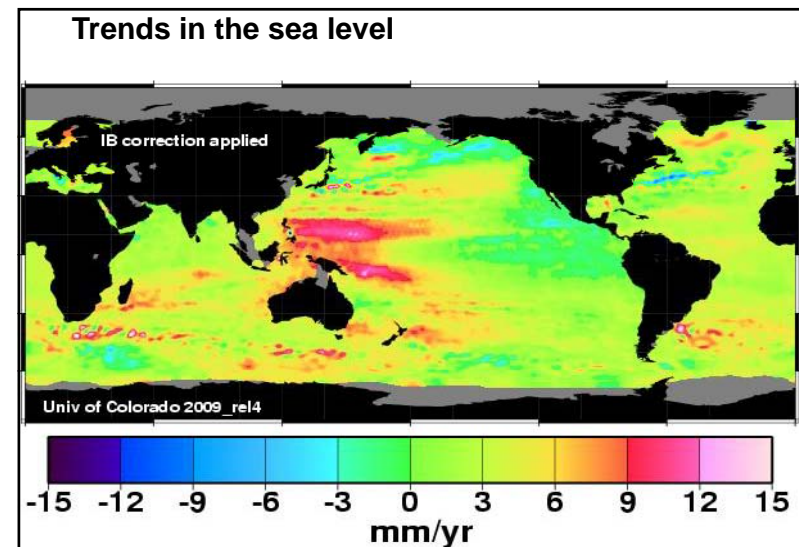 Trends in the sea level
IB correction applied
Univ of Colorado 2009_rel4
-15 -12 -9 -6 -3 0 3 6 9 12 15
mm/yr